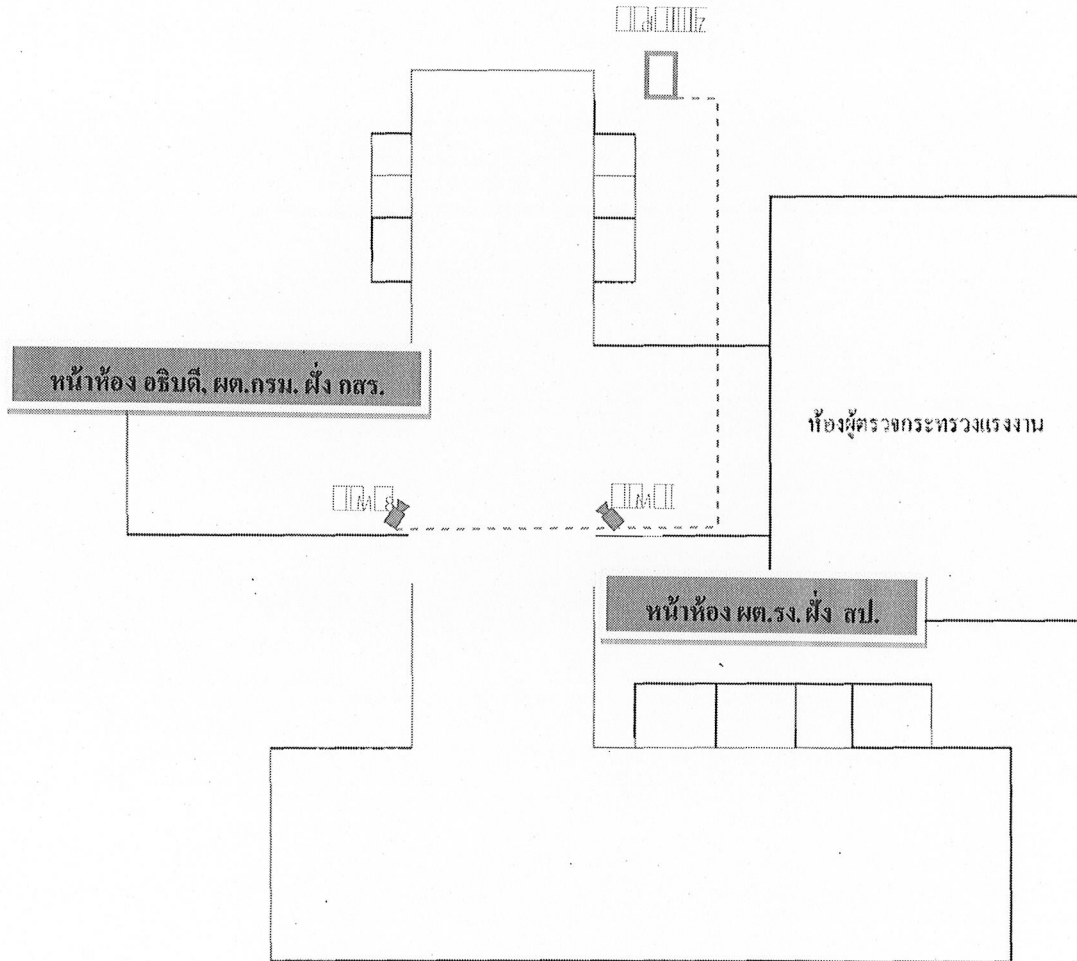 หน้าห้อง อธิบดี, ผต.กรม. ฝั่ง กสร.
ห้องผู้ตรวจกระทรวงแรงงาน
หน้าห้อง ผต.รง. ฝั่ง สป.